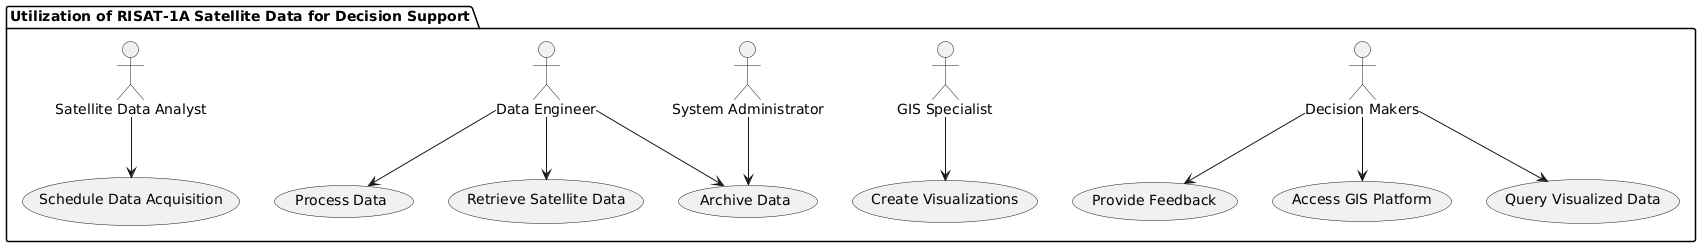 Utilization of RISAT-1A Satellite Data for Decision Support
Satellite Data Analyst
Data Engineer
System Administrator
GIS Specialist
Decision Makers
Schedule Data Acquisition
Process Data
Retrieve Satellite Data
Archive Data
Create Visualizations
Provide Feedback
Access GIS Platform
Query Visualized Data